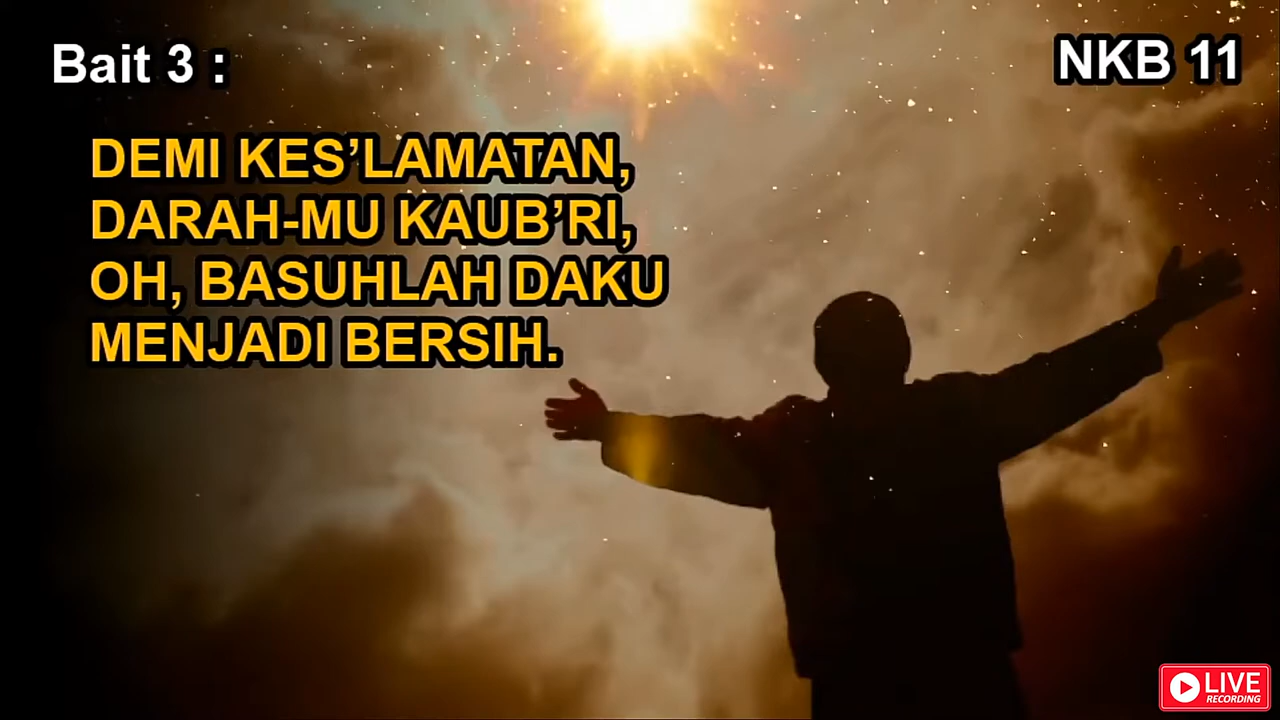 Bait 3 :
NKB 11
DEMI KES’LAMATAN,
DARAH-MU KAUB’RI,
OH, BASUHLAH DAKU
MENJADI BERSIH.
LIVE
RECORDING